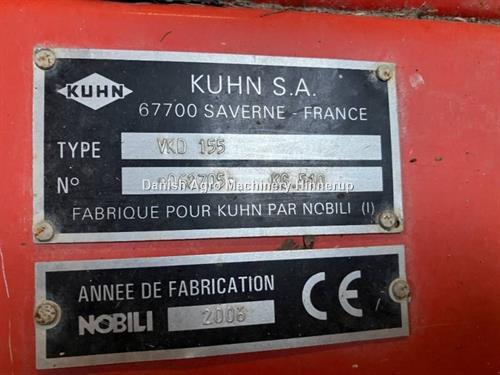 KUHN
KUHN S.A.
67700 SAVERNE - FRANCE
TYPE VKD 155
N°
Danish Agro Machinery Hinnerup
FABRIQUE POUR KUHN PAR NOBILI (I)
ANNEE DE FABRICATION
NOBILI CE